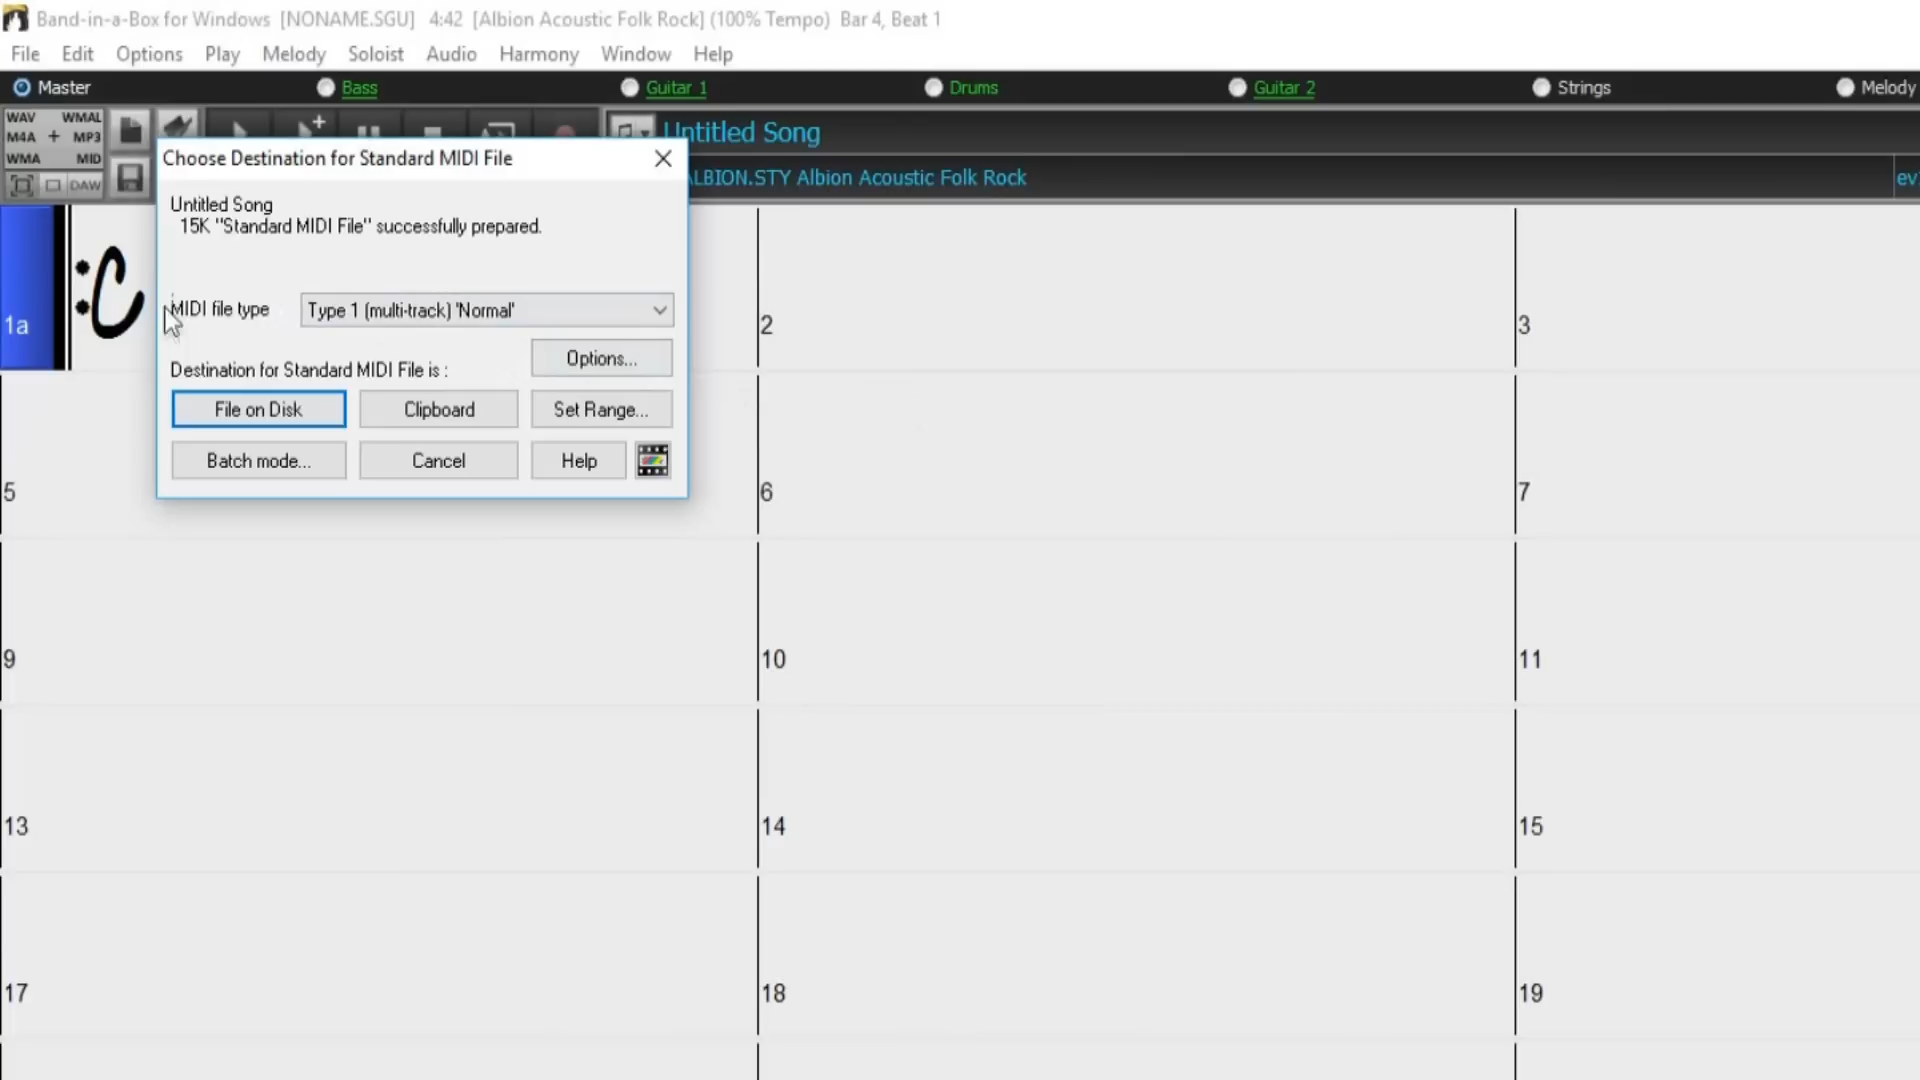 Band-in-a-Box for Windows [NONAME.SGU] 4:42 [Albion Acoustic Folk Rock] (100% Tempo) Bar 4, Beat 1
File Edit Options Play Melody Soloist Audio Harmony Window Help
Master Bass Guitar 1 Drums Guitar 2 Strings Melody
WAV WMAL
M4A + MP3
WMA MID
DAW
Untitled Song
ALBION.STY Albion Acoustic Folk Rock
ev
Choose Destination for Standard MIDI File
Untitled Song
15K "Standard MIDI File" successfully prepared.
MIDI file type Type 1 (multi-track) 'Normal'
Options...
Destination for Standard MIDI File is :
File on Disk Clipboard Set Range...
Batch mode... Cancel Help
1a C 2 3
5 6 7
9 10 11
13 14 15
17 18 19